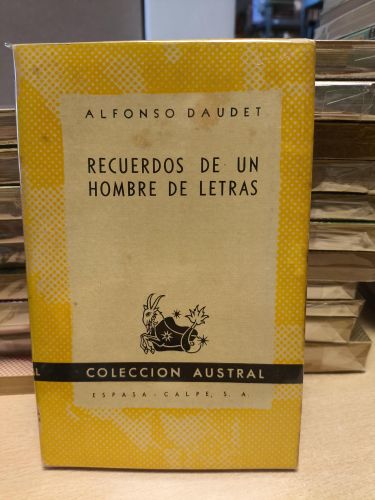 ALFONSO DAUDET
RECUERDOS DE UN
HOMBRE DE LETRAS
L
COLECCION AUSTRAL
ESPASA-CALPE, S. A.